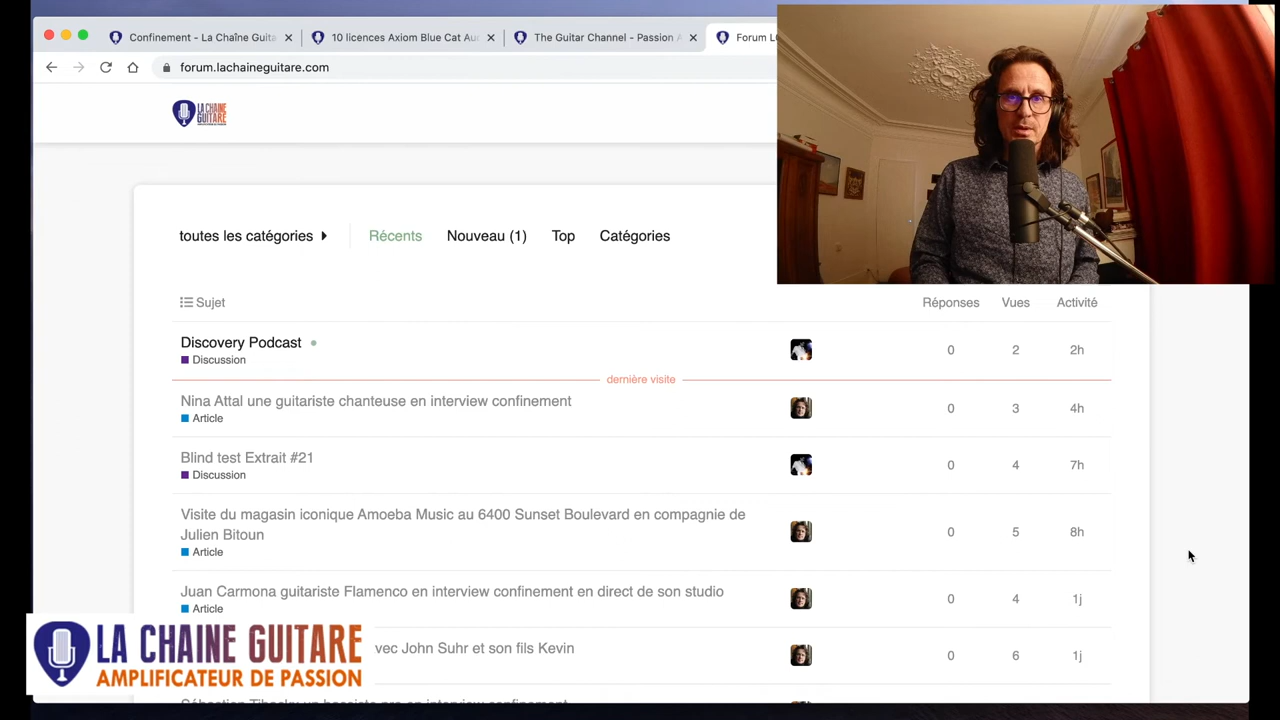 Confinement - La Chaîne Guita
10 licences Axiom Blue Cat Au
The Guitar Channel - Passion A
Forum L
forum.lachaineguitare.com
LA CHAINE
GUITARE
toutes les catégories
Récents
Nouveau (1)
Top
Catégories
Sujet
Réponses
Vues
Activité
Discovery Podcast
Discussion
0
2
2h
dernière visite
Nina Attal une guitariste chanteuse en interview confinement
Article
0
3
4h
Blind test Extrait #21
Discussion
0
4
7h
Visite du magasin iconique Amoeba Music au 6400 Sunset Boulevard en compagnie de
Julien Bitoun
Article
0
5
8h
Juan Carmona guitariste Flamenco en interview confinement en direct de son studio
Article
0
4
1j
vec John Suhr et son fils Kevin
0
6
1j
LA CHAINE GUITARE
AMPLIFICATEUR DE PASSION